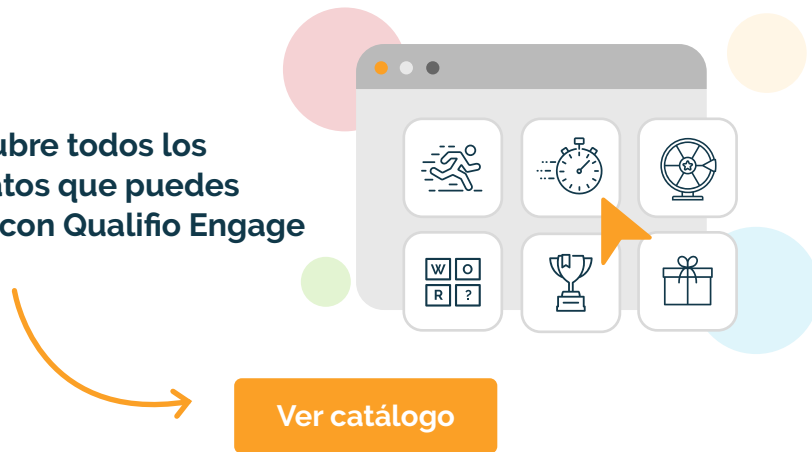 ubre todos los
atos que puedes
con Qualifio Engage
W O
R ?
Ver catálogo